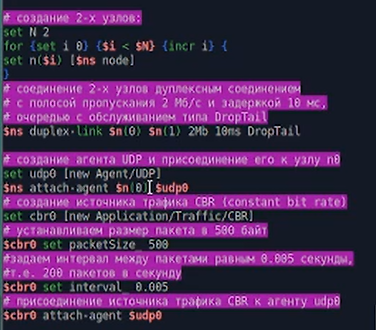 # создание 2-х узлов:
set N 2
for {set i 0} {$i < $N} {incr i} {
set n($i) [$ns node]
}
# соединение 2-х узлов дуплексным соединением
# с полосой пропускания 2 Мб/с и задержкой 10 мс,
# очередью с обслуживанием типа DropTail
$ns duplex-link $n(0) $n(1) 2Mb 10ms DropTail
# создание агента UDP и присоединение его к узлу n0
set udp0 [new Agent/UDP]
$ns attach-agent $n(0) $udp0
# создание источника трафика CBR (constant bit rate)
set cbr0 [new Application/Traffic/CBR]
# устанавливаем размер пакета в 500 байт
$cbr0 set packetSize_ 500
#задаем интервал между пакетами равным 0.005 секунды,
#т.е. 200 пакетов в секунду
$cbr0 set interval_ 0.005
# присоединение источника трафика CBR к агенту udp0
$cbr0 attach-agent $udp0